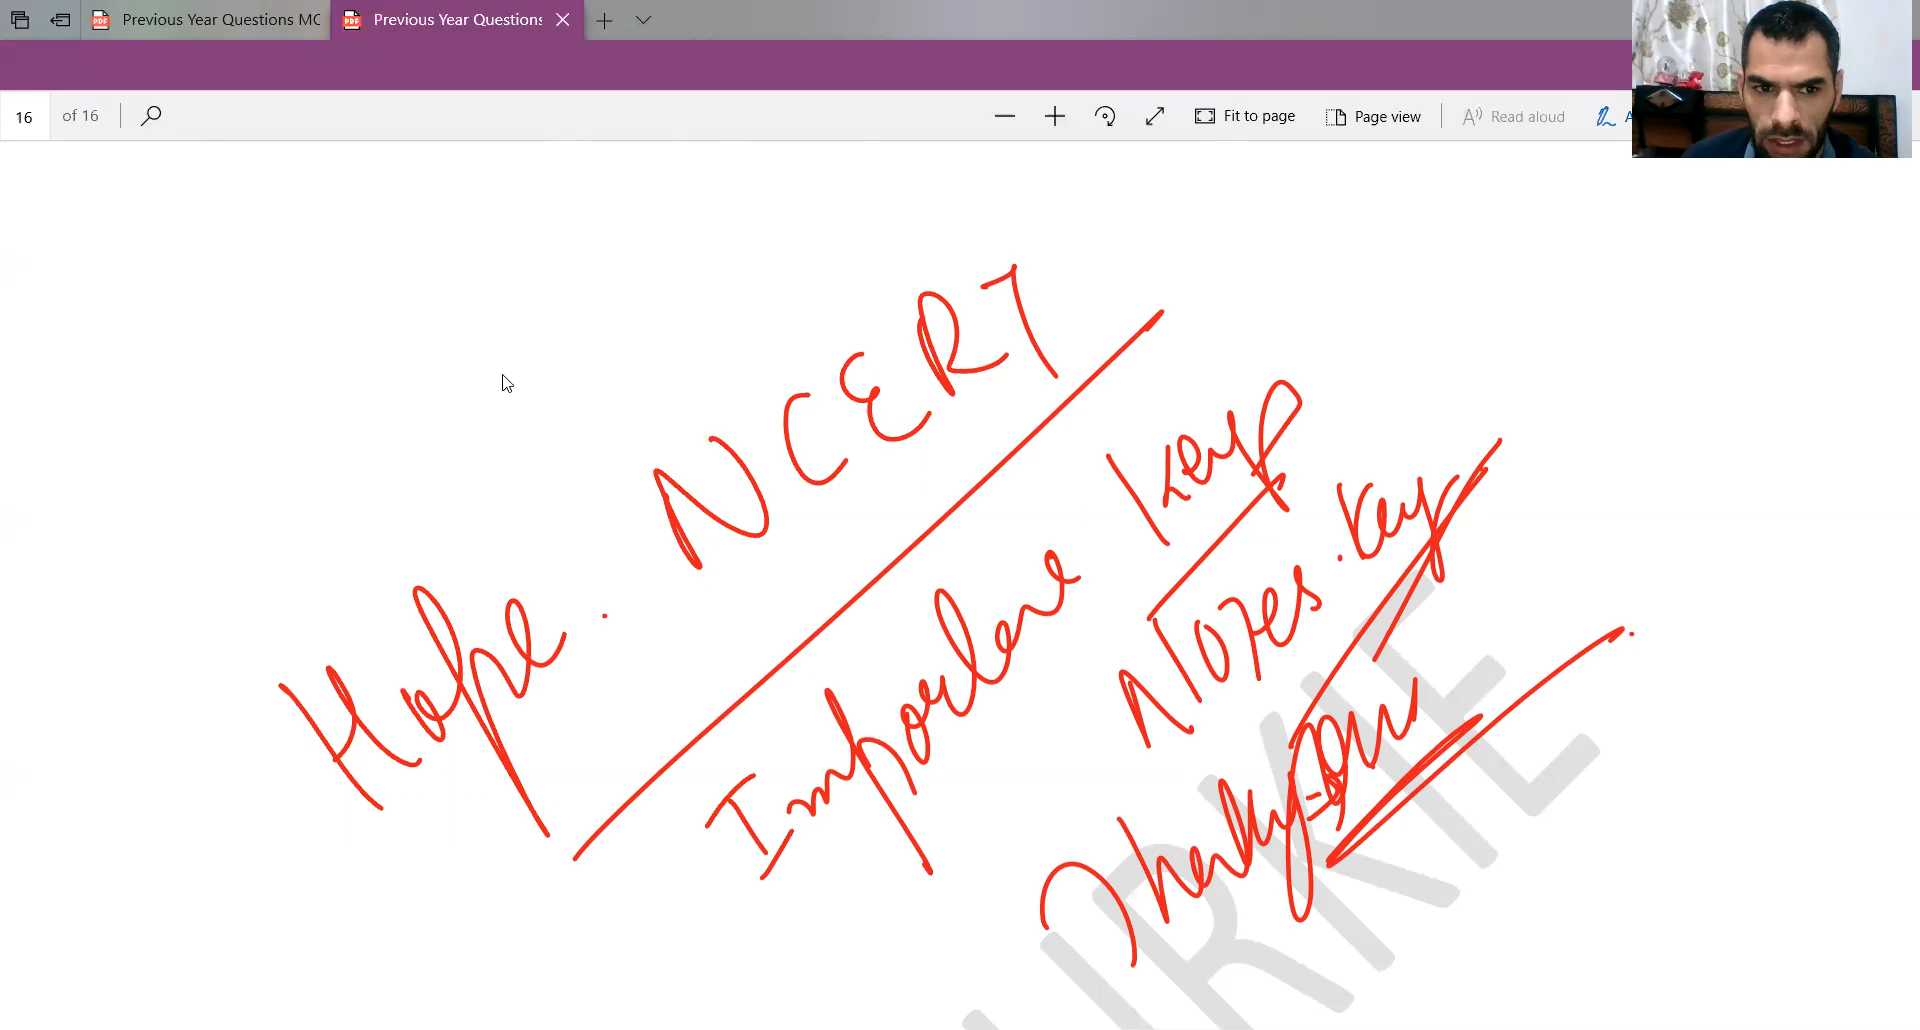 Previous Year Questions MC
Previous Year Questions
16 of 16
Fit to page
Page view
Read aloud
A
Hope. NCERT
Important Key
Notes. Key
Thank-you
URKIE